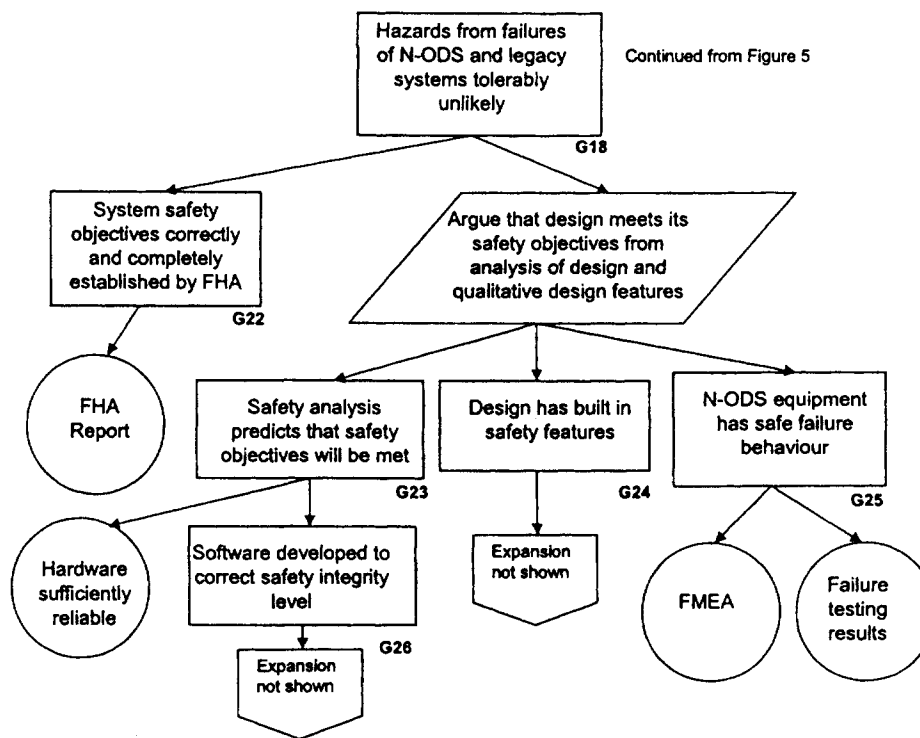 Hazards from failures
of N-ODS and legacy
systems tolerably
unlikely
Continued from Figure 5
G18
System safety
objectives correctly
and completely
established by FHA
G22
Argue that design meets its
safety objectives from
analysis of design and
qualitative design features
FHA
Report
Safety analysis
predicts that safety
objectives will be met
G23
Design has built in
safety features
G24
N-ODS equipment
has safe failure
behaviour
G25
Hardware
sufficiently
reliable
Software developed to
correct safety integrity
level
G26
Expansion
not shown
Expansion
not shown
FMEA
Failure
testing
results